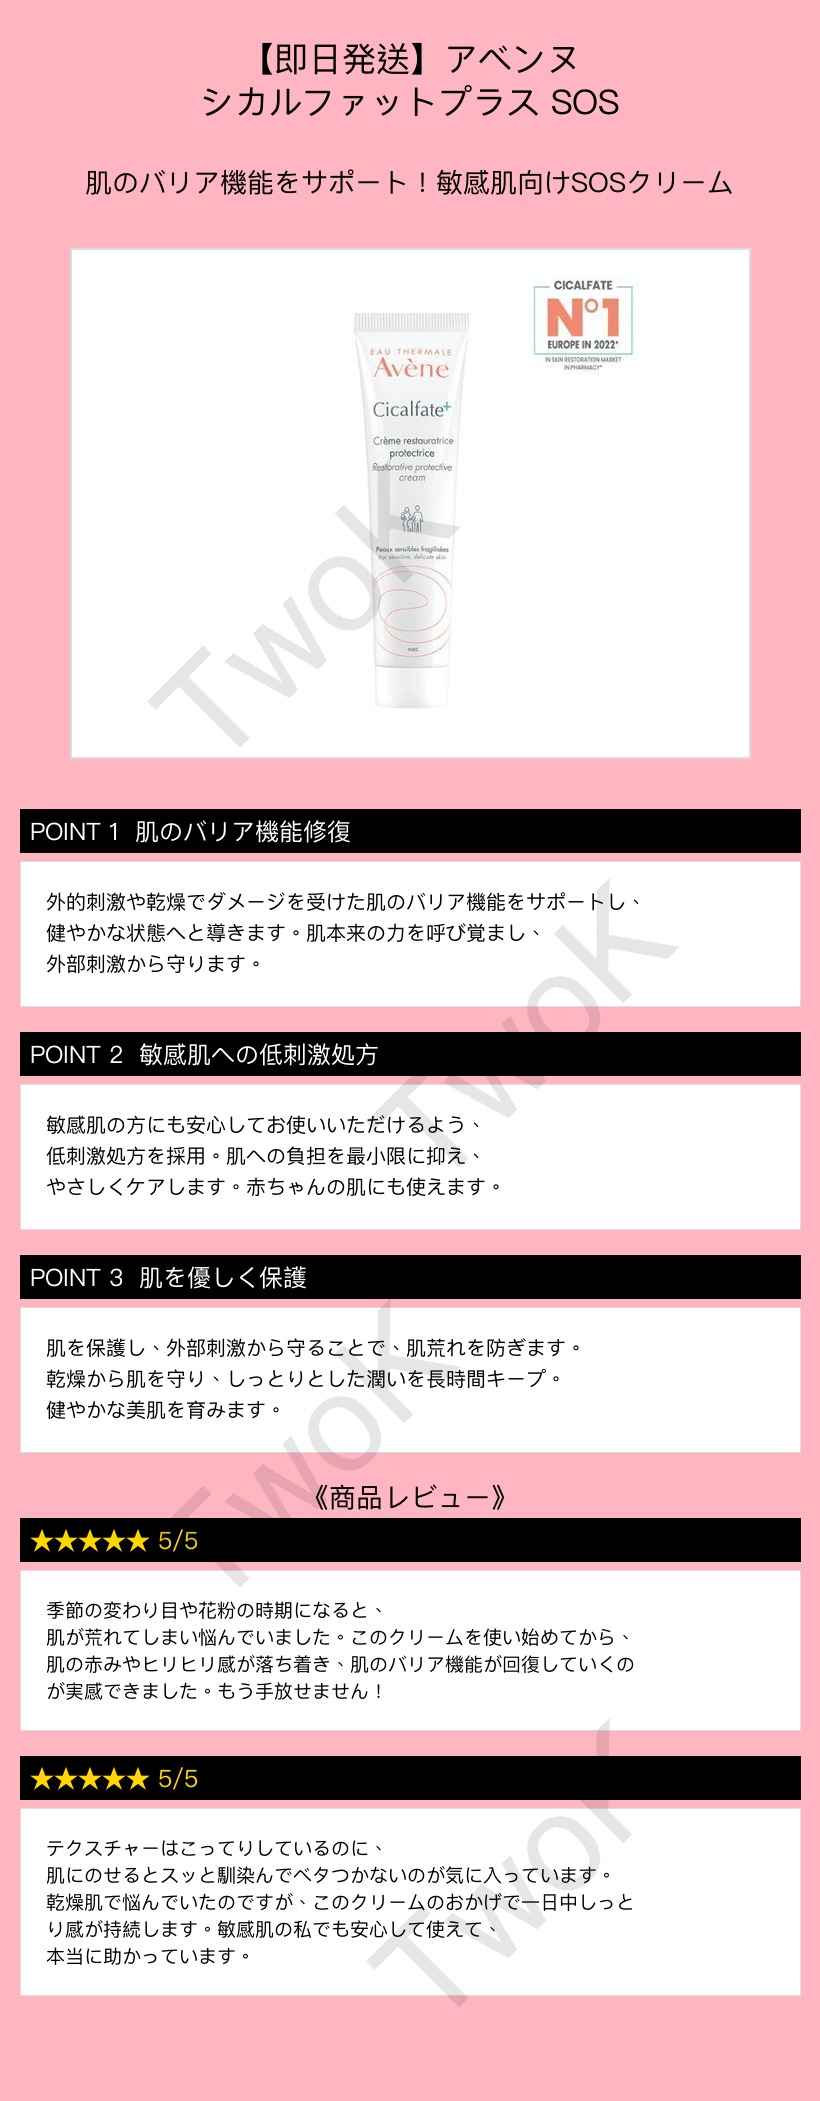 【即日発送】アベンヌ
シカルファットプラス SOS
肌のバリア機能をサポート！敏感肌向けSOSクリーム
CICALFATE
N°1
EUROPE IN 2022*
IN SKIN RESTORATION MARKET
IN PHARMACY*
EAU THERMALE
Avène
Cicalfate+
Crème restauratrice
protectrice
Restorative protective
cream
Peaux sensibles fragilisées
For sensitive, delicate skin
PARIS
TwoK
POINT 1 肌のバリア機能修復
外的刺激や乾燥でダメージを受けた肌のバリア機能をサポートし、
健やかな状態へと導きます。肌本来の力を呼び覚まし、
外部刺激から守ります。
TwoK
POINT 2 敏感肌への低刺激処方
敏感肌の方にも安心してお使いいただけるよう、
低刺激処方を採用。肌への負担を最小限に抑え、
やさしくケアします。赤ちゃんの肌にも使えます。
POINT 3 肌を優しく保護
肌を保護し、外部刺激から守ることで、肌荒れを防ぎます。
乾燥から肌を守り、しっとりとした潤いを長時間キープ。
健やかな美肌を育みます。
TwoK
《商品レビュー》
★★★★★ 5/5
季節の変わり目や花粉の時期になると、
肌が荒れてしまい悩んでいました。このクリームを使い始めてから、
肌の赤みやヒリヒリ感が落ち着き、肌のバリア機能が回復していくの
が実感できました。もう手放せません！
★★★★★ 5/5
テクスチャーはこってりしているのに、
肌にのせるとスッと馴染んでベタつかないのが気に入っています。
乾燥肌で悩んでいたのですが、このクリームのおかげで一日中しっと
り感が持続します。敏感肌の私でも安心して使えて、
本当に助かっています。
TwoK